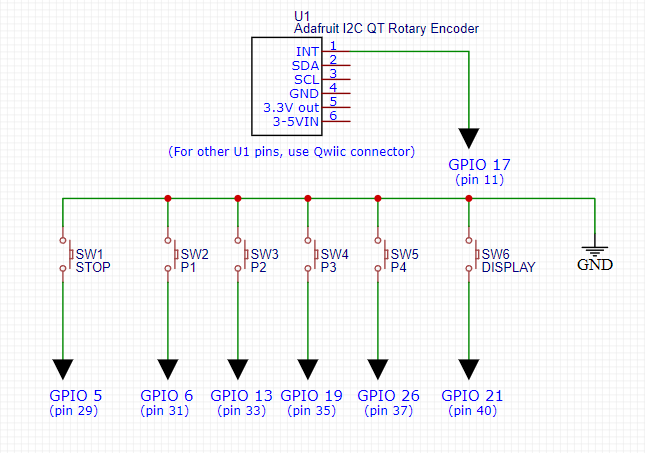 U1
Adafruit I2C QT Rotary Encoder
INT 1
SDA 2
SCL 3
GND 4
3.3V out 5
3-5VIN 6
(For other U1 pins, use Qwiic connector)
GPIO 17
(pin 11)
SW1
STOP
SW2
P1
SW3
P2
SW4
P3
SW5
P4
SW6
DISPLAY
GND
GPIO 5
(pin 29)
GPIO 6
(pin 31)
GPIO 13
(pin 33)
GPIO 19
(pin 35)
GPIO 26
(pin 37)
GPIO 21
(pin 40)